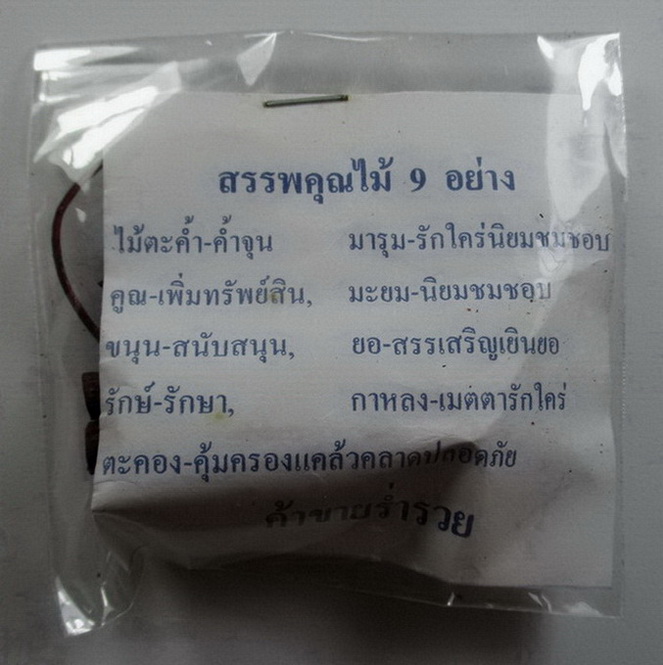 สรรพคุณไม้ 9 อย่าง
ไม้ตะค้ำ-ค้ำจุน มารุม-รักใคร่นิยมชมชอบ
คูณ-เพิ่มทรัพย์สิน, มะยม-นิยมชมชอบ
ขนุน-สนับสนุน, ยอ-สรรเสริญเยินยอ
รักษ์-รักษา, กาหลง-เมตตารักใคร่
ตะคอง-คุ้มครองแคล้วคลาดปลอดภัย
ค้าขายร่ำรวย